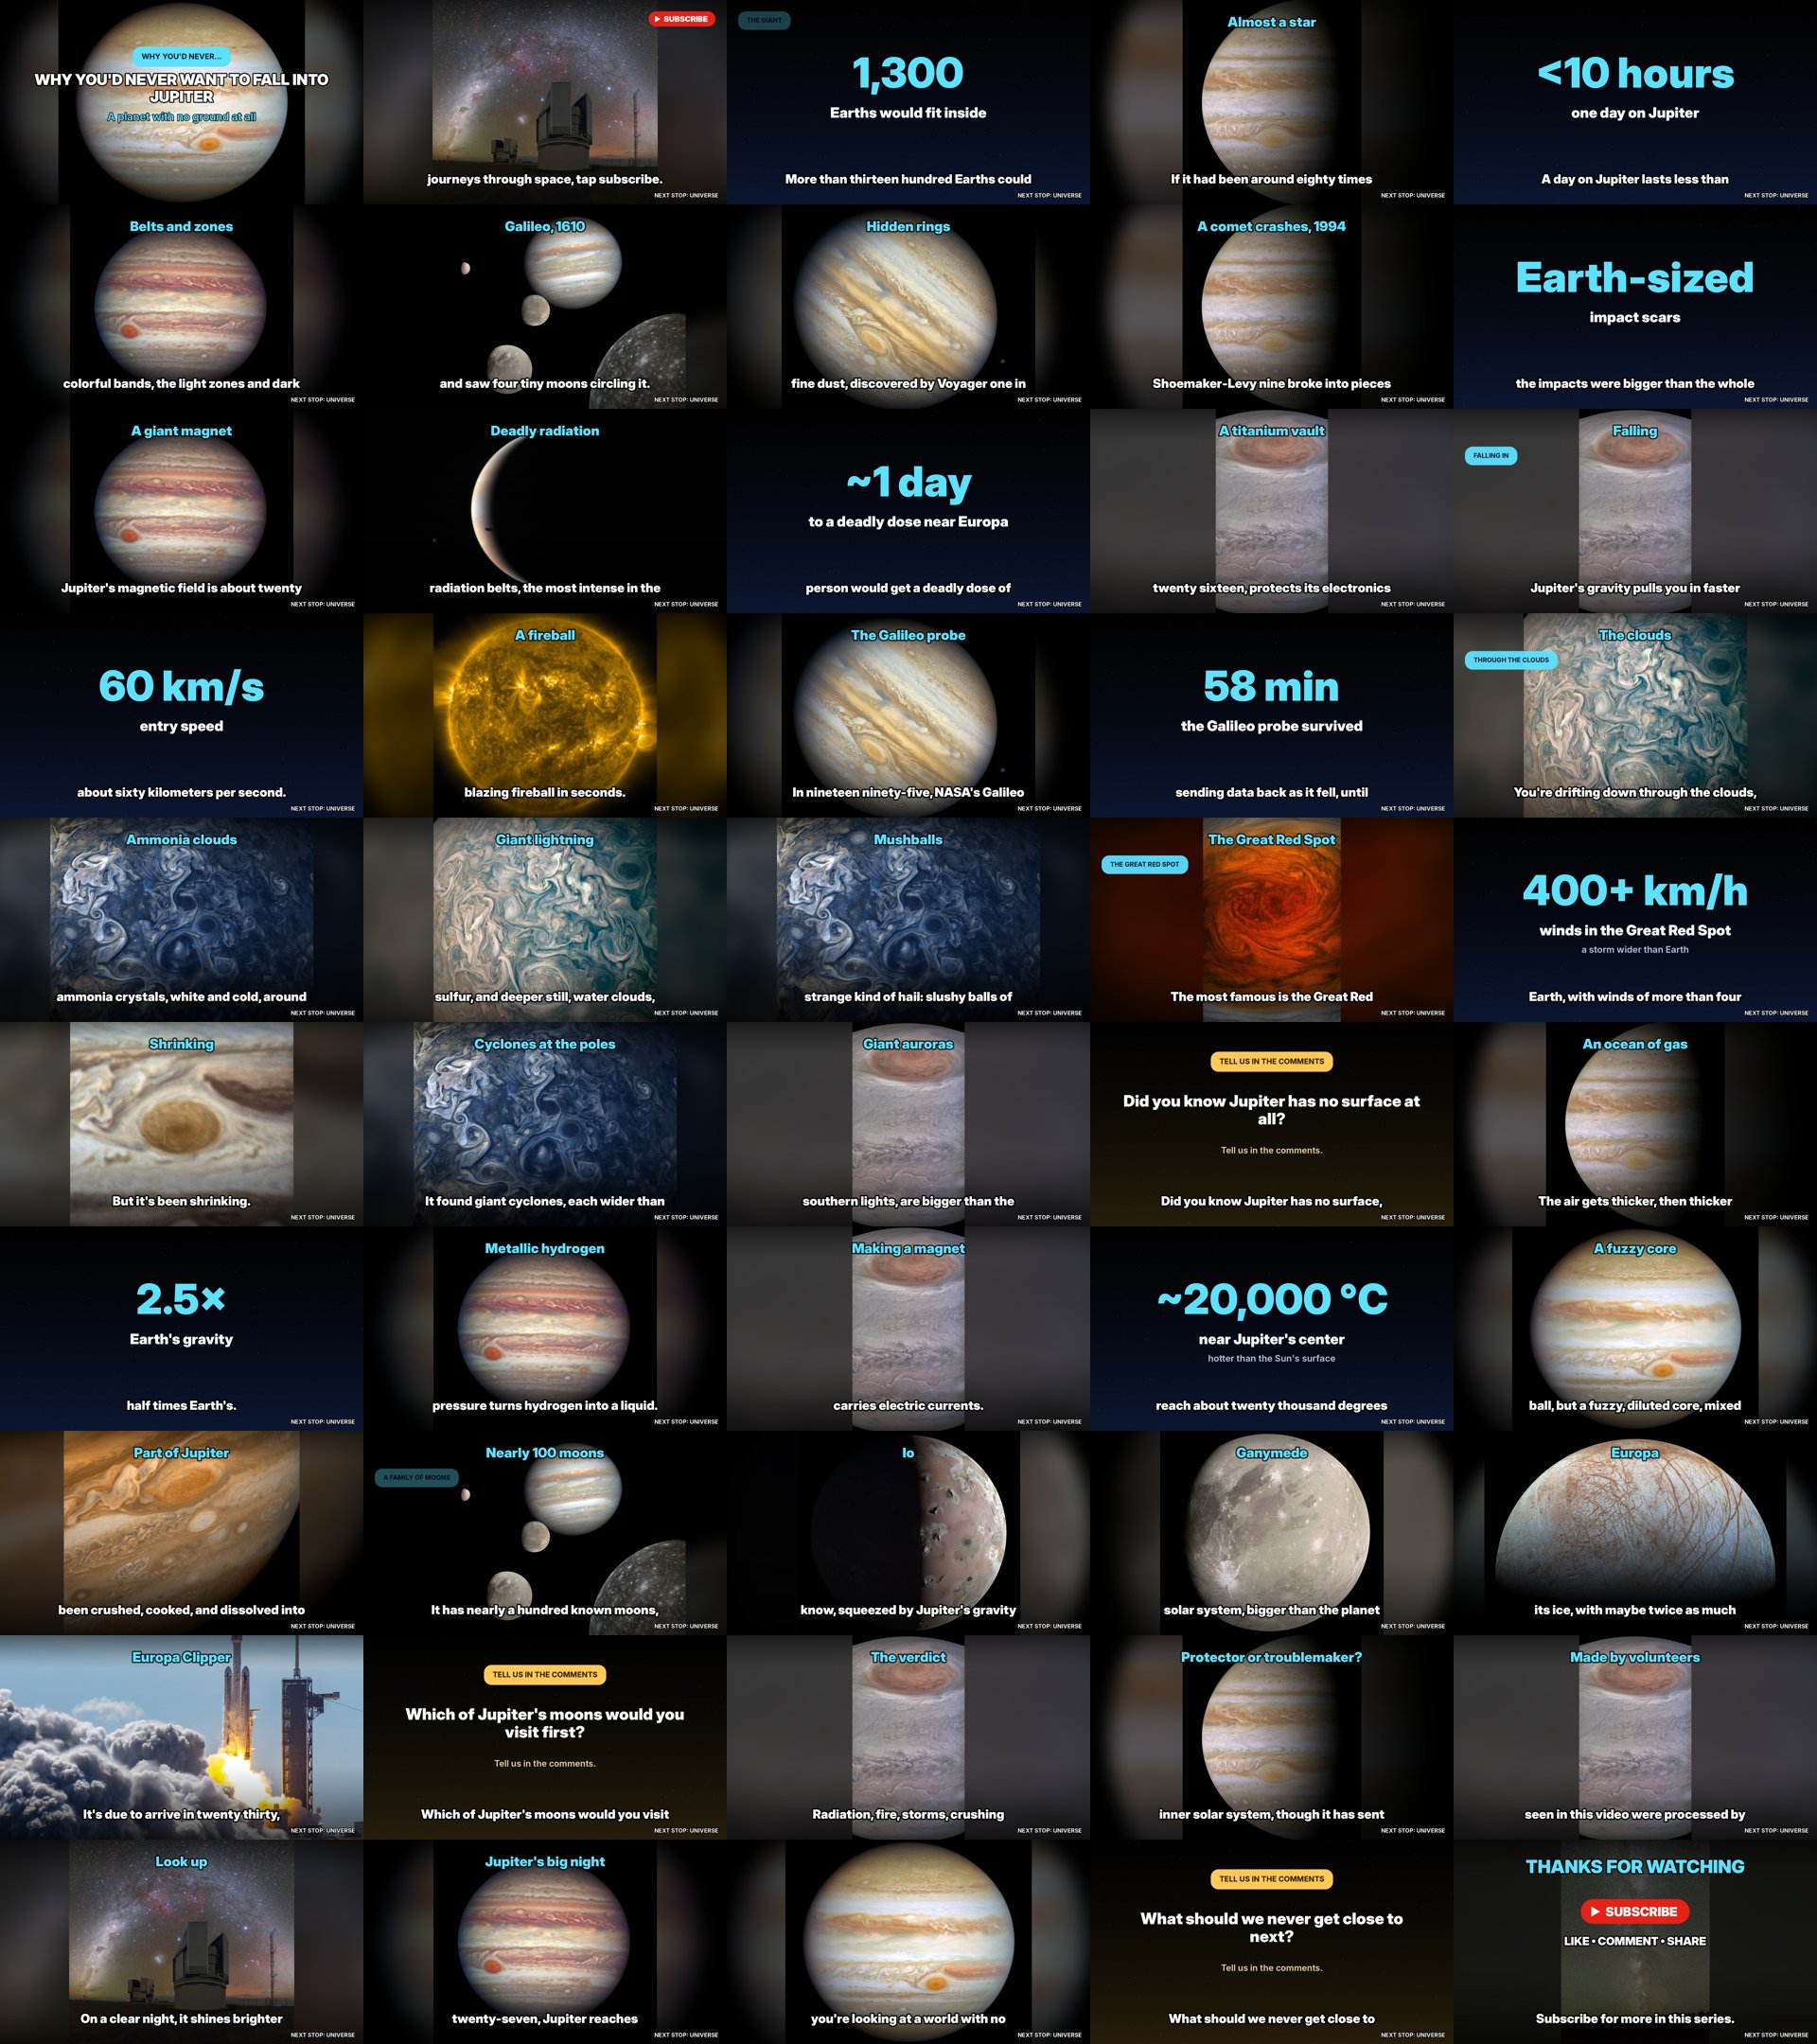 WHY YOU'D NEVER...
WHY YOU'D NEVER WANT TO FALL INTO
JUPITER
A planet with no ground at all
SUBSCRIBE
journeys through space, tap subscribe.
NEXT STOP: UNIVERSE
THE GIANT
1,300
Earths would fit inside
More than thirteen hundred Earths could
NEXT STOP: UNIVERSE
Almost a star
If it had been around eighty times
NEXT STOP: UNIVERSE
<10 hours
one day on Jupiter
A day on Jupiter lasts less than
NEXT STOP: UNIVERSE
Belts and zones
colorful bands, the light zones and dark
NEXT STOP: UNIVERSE
Galileo, 1610
and saw four tiny moons circling it.
NEXT STOP: UNIVERSE
Hidden rings
fine dust, discovered by Voyager one in
NEXT STOP: UNIVERSE
A comet crashes, 1994
Shoemaker-Levy nine broke into pieces
NEXT STOP: UNIVERSE
Earth-sized
impact scars
the impacts were bigger than the whole
NEXT STOP: UNIVERSE
A giant magnet
Jupiter's magnetic field is about twenty
NEXT STOP: UNIVERSE
Deadly radiation
radiation belts, the most intense in the
NEXT STOP: UNIVERSE
~1 day
to a deadly dose near Europa
person would get a deadly dose of
NEXT STOP: UNIVERSE
A titanium vault
twenty sixteen, protects its electronics
NEXT STOP: UNIVERSE
Falling
FALLING IN
Jupiter's gravity pulls you in faster
NEXT STOP: UNIVERSE
60 km/s
entry speed
about sixty kilometers per second.
NEXT STOP: UNIVERSE
A fireball
blazing fireball in seconds.
NEXT STOP: UNIVERSE
The Galileo probe
In nineteen ninety-five, NASA's Galileo
NEXT STOP: UNIVERSE
58 min
the Galileo probe survived
sending data back as it fell, until
NEXT STOP: UNIVERSE
The clouds
THROUGH THE CLOUDS
You're drifting down through the clouds,
NEXT STOP: UNIVERSE
Ammonia clouds
ammonia crystals, white and cold, around
NEXT STOP: UNIVERSE
Giant lightning
sulfur, and deeper still, water clouds,
NEXT STOP: UNIVERSE
Mushballs
strange kind of hail: slushy balls of
NEXT STOP: UNIVERSE
The Great Red Spot
THE GREAT RED SPOT
The most famous is the Great Red
NEXT STOP: UNIVERSE
400+ km/h
winds in the Great Red Spot
a storm wider than Earth
Earth, with winds of more than four
NEXT STOP: UNIVERSE
Shrinking
But it's been shrinking.
NEXT STOP: UNIVERSE
Cyclones at the poles
It found giant cyclones, each wider than
NEXT STOP: UNIVERSE
Giant auroras
southern lights, are bigger than the
NEXT STOP: UNIVERSE
TELL US IN THE COMMENTS
Did you know Jupiter has no surface at
all?
Tell us in the comments.
Did you know Jupiter has no surface,
NEXT STOP: UNIVERSE
An ocean of gas
The air gets thicker, then thicker
NEXT STOP: UNIVERSE
2.5×
Earth's gravity
half times Earth's.
NEXT STOP: UNIVERSE
Metallic hydrogen
pressure turns hydrogen into a liquid.
NEXT STOP: UNIVERSE
Making a magnet
carries electric currents.
NEXT STOP: UNIVERSE
~20,000 °C
near Jupiter's center
hotter than the Sun's surface
reach about twenty thousand degrees
NEXT STOP: UNIVERSE
A fuzzy core
ball, but a fuzzy, diluted core, mixed
NEXT STOP: UNIVERSE
Part of Jupiter
been crushed, cooked, and dissolved into
NEXT STOP: UNIVERSE
Nearly 100 moons
A FAMILY OF MOONS
It has nearly a hundred known moons,
NEXT STOP: UNIVERSE
Io
know, squeezed by Jupiter's gravity
NEXT STOP: UNIVERSE
Ganymede
solar system, bigger than the planet
NEXT STOP: UNIVERSE
Europa
its ice, with maybe twice as much
NEXT STOP: UNIVERSE
Europa Clipper
It's due to arrive in twenty thirty,
NEXT STOP: UNIVERSE
TELL US IN THE COMMENTS
Which of Jupiter's moons would you
visit first?
Tell us in the comments.
Which of Jupiter's moons would you visit
NEXT STOP: UNIVERSE
The verdict
Radiation, fire, storms, crushing
NEXT STOP: UNIVERSE
Protector or troublemaker?
inner solar system, though it has sent
NEXT STOP: UNIVERSE
Made by volunteers
seen in this video were processed by
NEXT STOP: UNIVERSE
Look up
On a clear night, it shines brighter
NEXT STOP: UNIVERSE
Jupiter's big night
twenty-seven, Jupiter reaches
NEXT STOP: UNIVERSE
you're looking at a world with no
NEXT STOP: UNIVERSE
TELL US IN THE COMMENTS
What should we never get close to
next?
Tell us in the comments.
What should we never get close to
NEXT STOP: UNIVERSE
THANKS FOR WATCHING
SUBSCRIBE
LIKE • COMMENT • SHARE
Subscribe for more in this series.
NEXT STOP: UNIVERSE